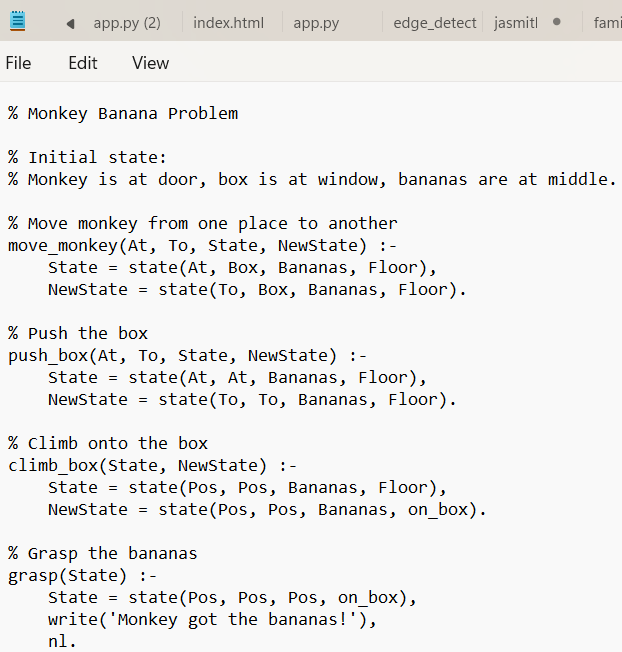 app.py (2) index.html app.py edge_detect jasmitl fami
File Edit View
% Monkey Banana Problem
% Initial state:
% Monkey is at door, box is at window, bananas are at middle.
% Move monkey from one place to another
move_monkey(At, To, State, NewState) :-
    State = state(At, Box, Bananas, Floor),
    NewState = state(To, Box, Bananas, Floor).
% Push the box
push_box(At, To, State, NewState) :-
    State = state(At, At, Bananas, Floor),
    NewState = state(To, To, Bananas, Floor).
% Climb onto the box
climb_box(State, NewState) :-
    State = state(Pos, Pos, Bananas, Floor),
    NewState = state(Pos, Pos, Bananas, on_box).
% Grasp the bananas
grasp(State) :-
    State = state(Pos, Pos, Pos, on_box),
    write('Monkey got the bananas!'),
    nl.